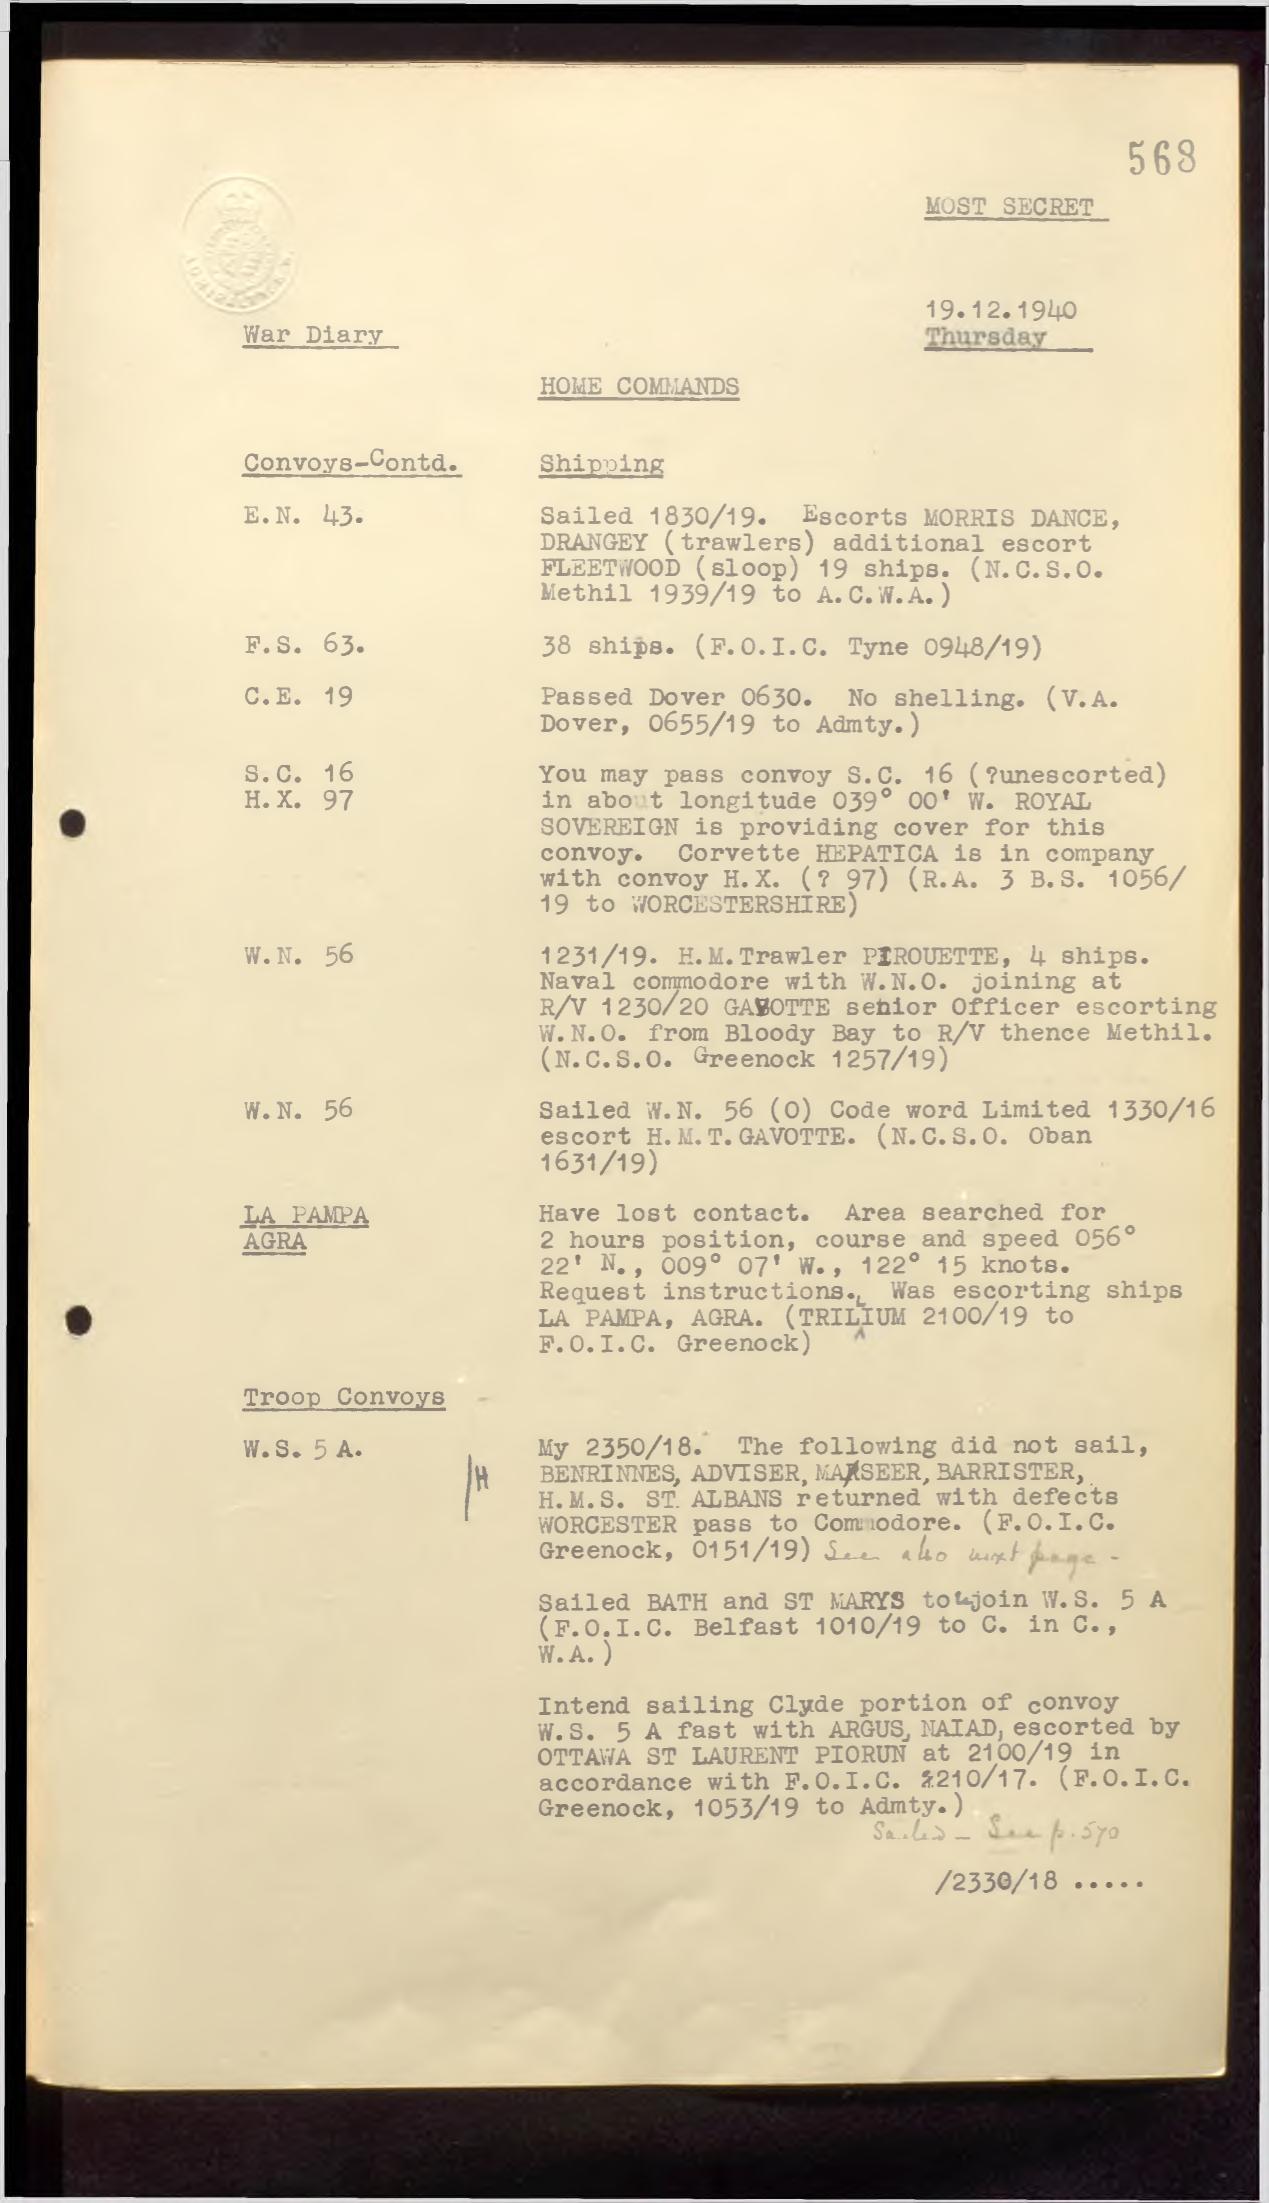 568
MOST SECRET
19.12.1940
Thursday
War Diary
HOME COMMANDS
Convoys-Contd.
Shipping
E.N. 43.
Sailed 1830/19. Escorts MORRIS DANCE,
DRANGEY (trawlers) additional escort
FLEETWOOD (sloop) 19 ships. (N.C.S.O.
Methil 1939/19 to A.C.W.A.)
F.S. 63.
38 ships. (F.O.I.C. Tyne 0948/19)
C.E. 19
Passed Dover 0630. No shelling. (V.A.
Dover, 0655/19 to Admty.)
S.C. 16
H.X. 97
You may pass convoy S.C. 16 (?unescorted)
in about longitude 039° 00' W. ROYAL
SOVEREIGN is providing cover for this
convoy. Corvette HEPATICA is in company
with convoy H.X. (? 97) (R.A. 3 B.S. 1056/
19 to WORCESTERSHIRE)
W.N. 56
1231/19. H.M.Trawler PIROUETTE, 4 ships.
Naval commodore with W.N.O. joining at
R/V 1230/20 GAVOTTE senior Officer escorting
W.N.O. from Bloody Bay to R/V thence Methil.
(N.C.S.O. Greenock 1257/19)
W.N. 56
Sailed W.N. 56 (O) Code word Limited 1330/16
escort H.M.T.GAVOTTE. (N.C.S.O. Oban
1631/19)
LA PAMPA
AGRA
Have lost contact. Area searched for
2 hours position, course and speed 056°
22' N., 009° 07' W., 122° 15 knots.
Request instructions. Was escorting ships
LA PAMPA, AGRA. (TRILLIUM 2100/19 to
F.O.I.C. Greenock)
Troop Convoys
W.S. 5 A.
/H
My 2350/18. The following did not sail,
BENRINNES, ADVISER, MARSEER, BARRISTER,
H.M.S. ST. ALBANS returned with defects
WORCESTER pass to Commodore. (F.O.I.C.
Greenock, 0151/19) See also next page -
Sailed BATH and ST MARYS to join W.S. 5 A
(F.O.I.C. Belfast 1010/19 to C. in C.,
W.A.)
Intend sailing Clyde portion of convoy
W.S. 5 A fast with ARGUS, NAIAD, escorted by
OTTAWA ST LAURENT PIORUN at 2100/19 in
accordance with F.O.I.C. 2210/17. (F.O.I.C.
Greenock, 1053/19 to Admty.)
Sailed - See p. 570
/2330/18 .....